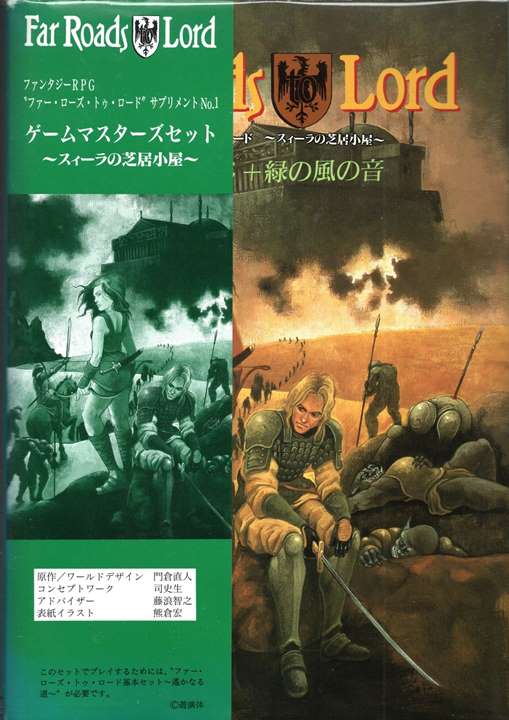 Far Roads Lord
ファンタジーRPG
"ファー・ローズ・トゥ・ロード" サプリメントNo.1
ゲームマスターズセット
～スィーラの芝居小屋～
ds to Lord
ード ～スィーラの芝居小屋～
＋緑の風の音
原作／ワールドデザイン 門倉直人
コンセプトワーク 司史生
アドバイザー 藤浪智之
表紙イラスト 熊倉宏
このセットでプレイするためには、"ファー・
ローズ・トゥ・ロード基本セット～遙かなる
道～" が必要です。
©遊演体